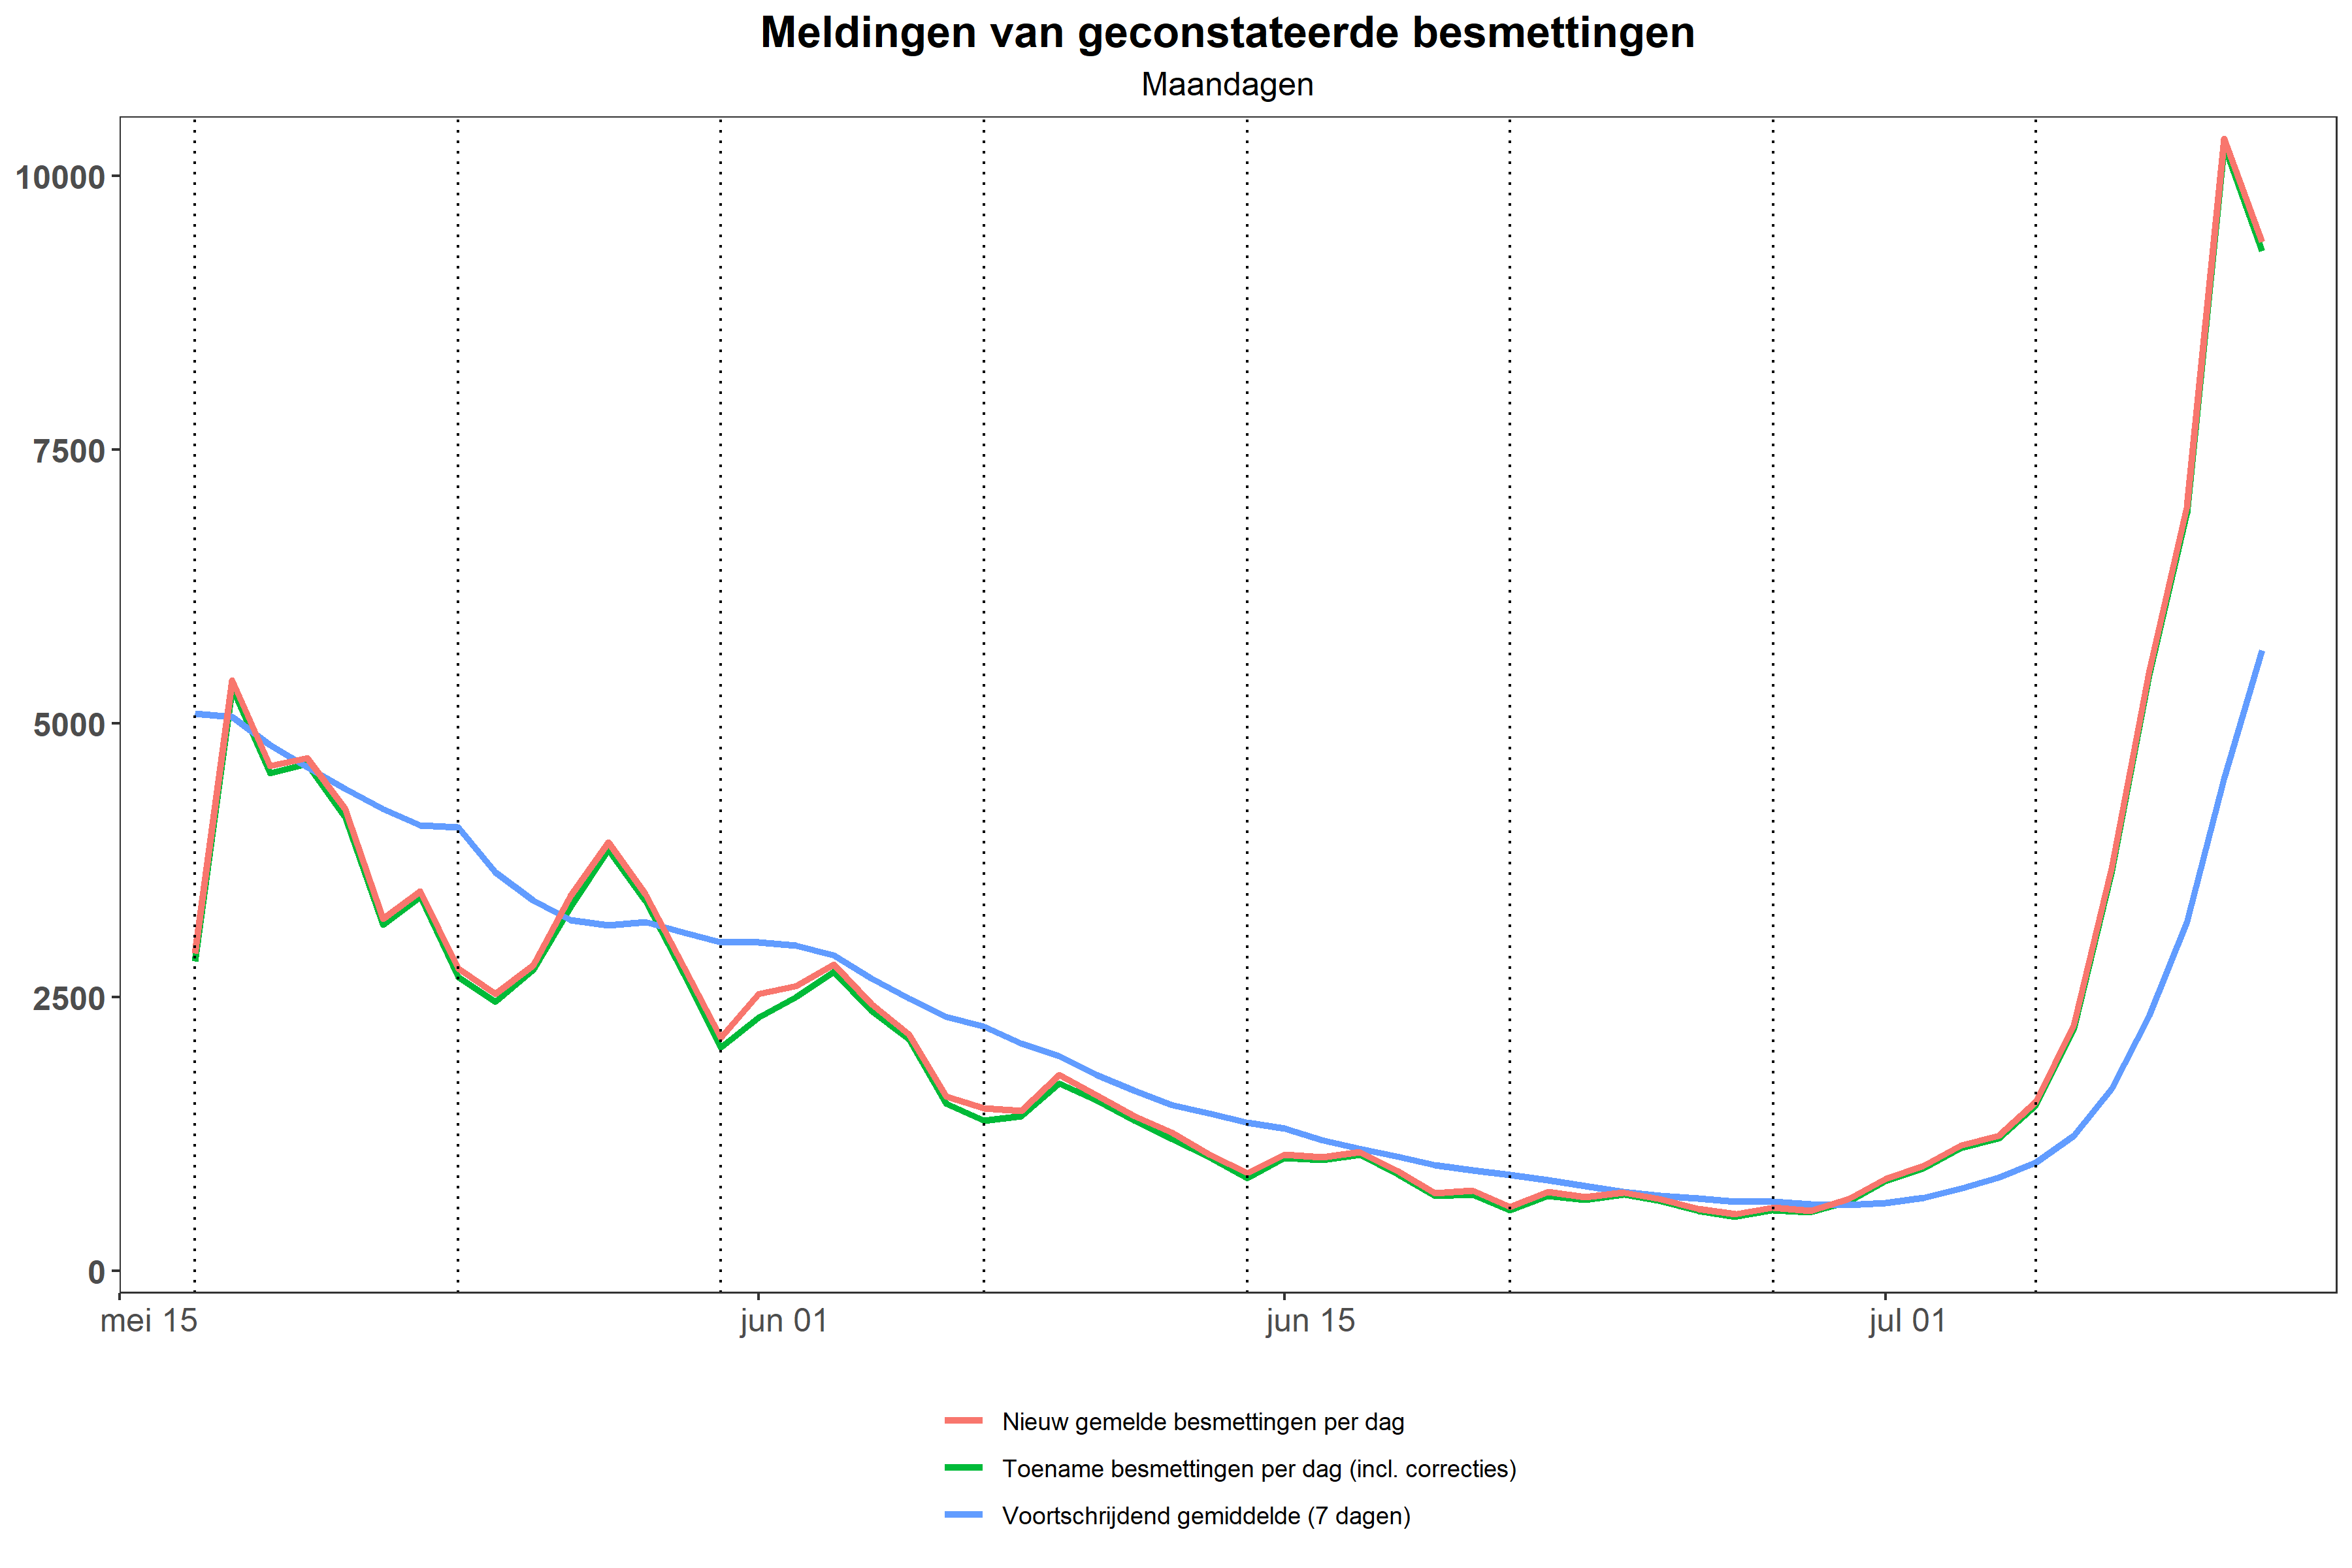 Meldingen van geconstateerde besmettingen
Maandagen
10000
7500
5000
2500
0
mei 15
jun 01
jun 15
jul 01
Nieuw gemelde besmettingen per dag
Toename besmettingen per dag (incl. correcties)
Voortschrijdend gemiddelde (7 dagen)